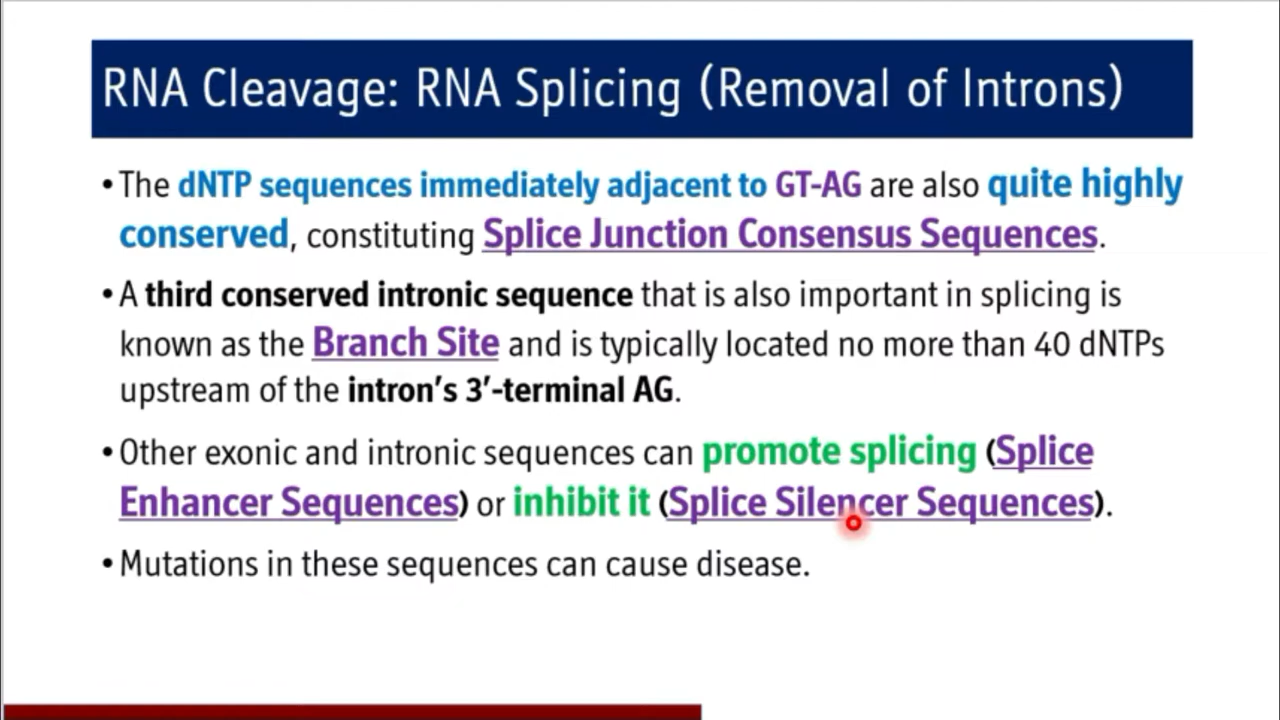 RNA Cleavage: RNA Splicing (Removal of Introns)
• The dNTP sequences immediately adjacent to GT-AG are also quite highly
conserved, constituting Splice Junction Consensus Sequences.
• A third conserved intronic sequence that is also important in splicing is
known as the Branch Site and is typically located no more than 40 dNTPs
upstream of the intron’s 3’-terminal AG.
• Other exonic and intronic sequences can promote splicing (Splice
Enhancer Sequences) or inhibit it (Splice Silencer Sequences).
• Mutations in these sequences can cause disease.